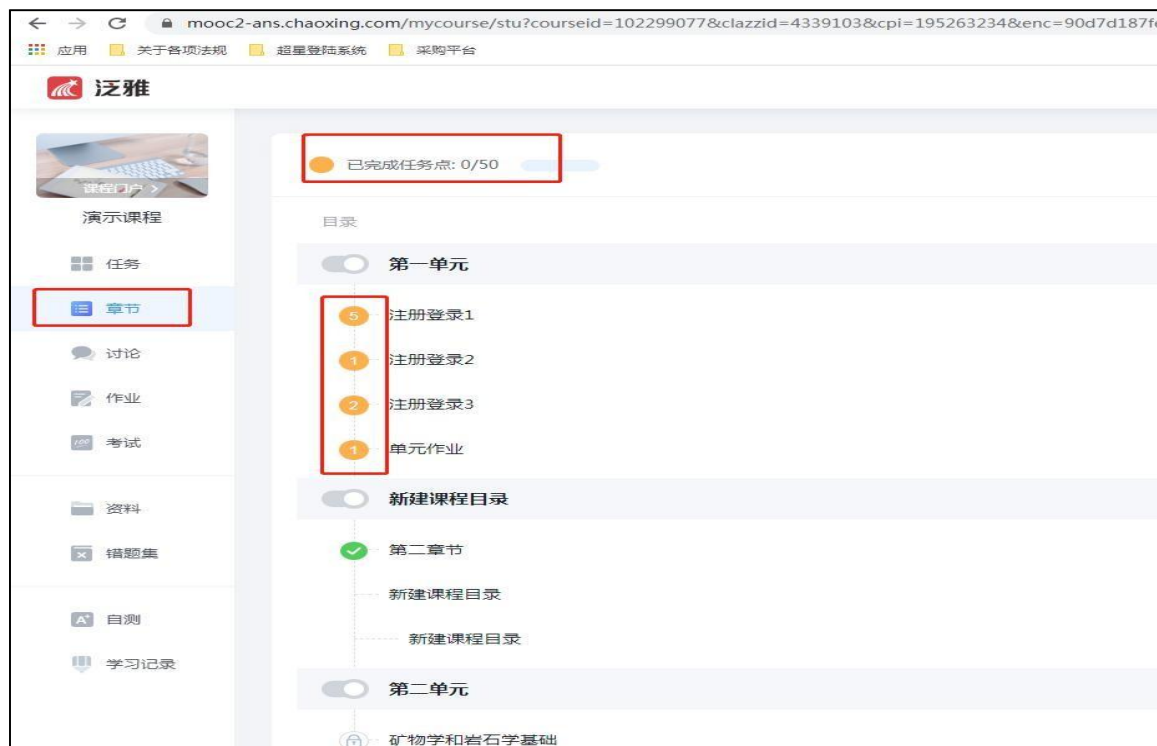 mooc2-ans.chaoxing.com/mycourse/stu?courseid=102299077&clazzid=4339103&cpi=195263234&enc=90d7d187f
应用 关于各项法规 超星登陆系统 采购平台
泛雅
课程门户 >
演示课程
任务
章节
讨论
作业
考试
资料
错题集
自测
学习记录
已完成任务点: 0/50
目录
第一单元
5 注册登录1
1 注册登录2
2 注册登录3
1 单元作业
新建课程目录
第二章节
新建课程目录
新建课程目录
第二单元
矿物学和岩石学基础